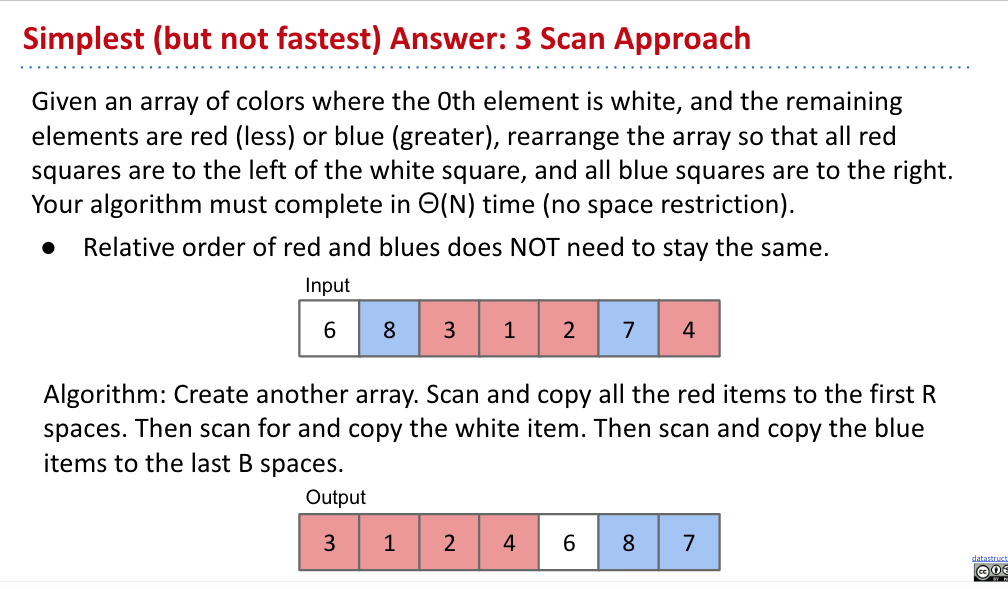 Simplest (but not fastest) Answer: 3 Scan Approach
Given an array of colors where the 0th element is white, and the remaining
elements are red (less) or blue (greater), rearrange the array so that all red
squares are to the left of the white square, and all blue squares are to the right.
Your algorithm must complete in Θ(N) time (no space restriction).
● Relative order of red and blues does NOT need to stay the same.
Input
6 8 3 1 2 7 4
Algorithm: Create another array. Scan and copy all the red items to the first R
spaces. Then scan for and copy the white item. Then scan and copy the blue
items to the last B spaces.
Output
3 1 2 4 6 8 7
datastruct